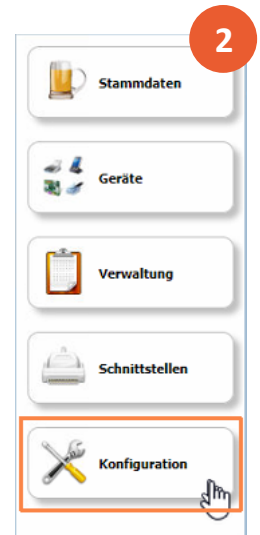 2
Stammdaten
Geräte
Verwaltung
Schnittstellen
Konfiguration